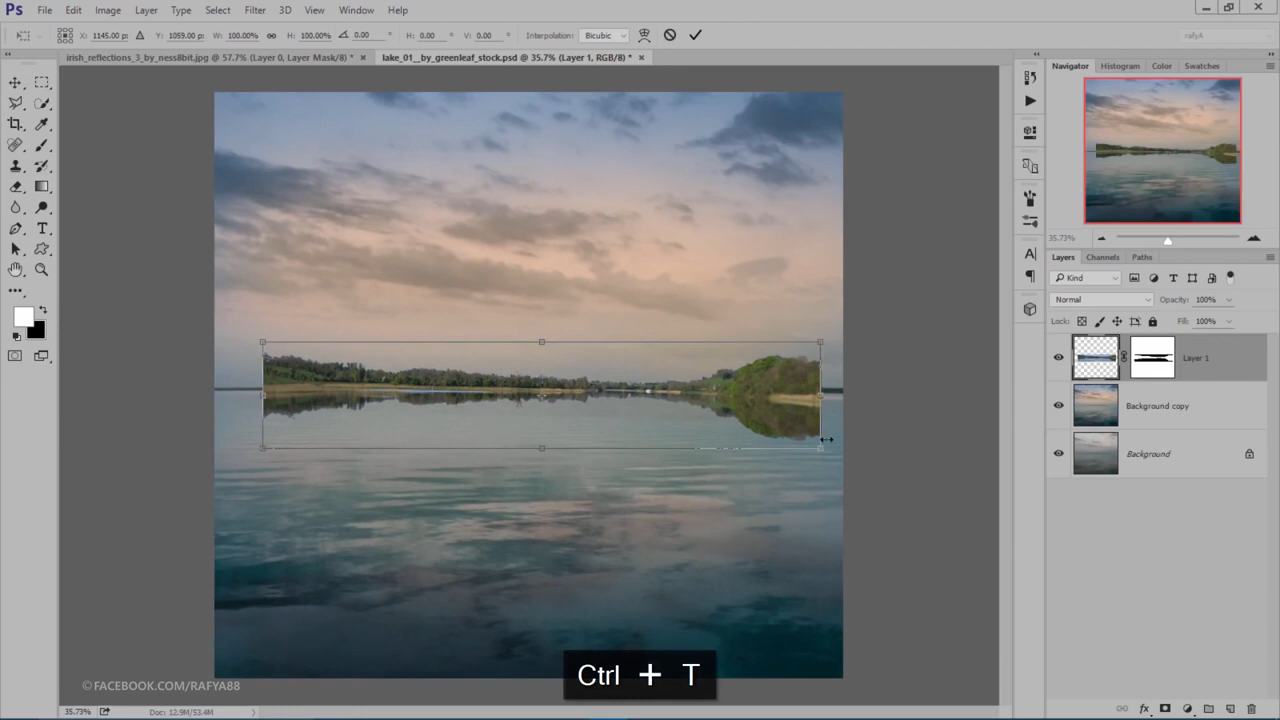 Ps File Edit Image Layer Type Select Filter 3D View Window Help
X: 1145.00 px Y: 1059.00 px W: 100.00% H: 100.00% 0.00 ° H: 0.00 ° V: 0.00 ° Interpolation: Bicubic rafyA
irish_reflections_3_by_ness8bit.jpg @ 57.7% (Layer 0, Layer Mask/8) * × lake_01__by_greenleaf_stock.psd @ 35.7% (Layer 1, RGB/8) * ×
Navigator Histogram Color Swatches
35.73%
Layers Channels Paths
Kind
Normal Opacity: 100%
Lock: Fill: 100%
Layer 1
Background copy
Background
Ctrl + T
©FACEBOOK.COM/RAFYA88
35.73% Doc: 12.9M/53.4M
fx